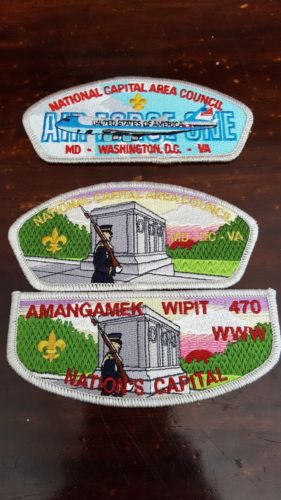 NATIONAL CAPITAL AREA COUNCIL
UNITED STATES OF AMERICA
AIR FORCE ONE
MD - WASHINGTON, D.C. - VA
NATIONAL CAPITAL AREA COUNCIL
MD - DC - VA
AMANGAMEK WIPIT 470
WWW
NATION'S CAPITAL